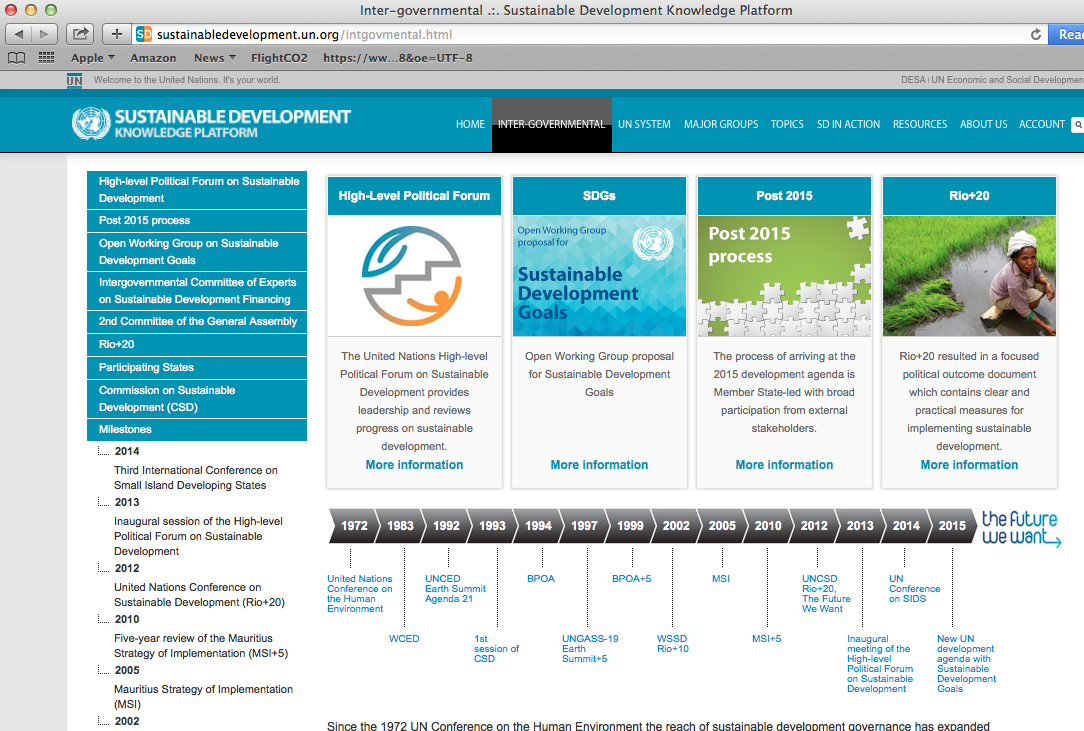 Inter-governmental .:. Sustainable Development Knowledge Platform
SD sustainabledevelopment.un.org/intgovmental.html
Apple Amazon News FlightCO2 https://ww...8&oe=UTF-8
UN Welcome to the United Nations. It's your world.
DESA | UN Economic and Social Developmen
SUSTAINABLE DEVELOPMENT
KNOWLEDGE PLATFORM
HOME INTER-GOVERNMENTAL UN SYSTEM MAJOR GROUPS TOPICS SD IN ACTION RESOURCES ABOUT US ACCOUNT
High-level Political Forum on Sustainable
Development
Post 2015 process
Open Working Group on Sustainable
Development Goals
Intergovernmental Committee of Experts
on Sustainable Development Financing
2nd Committee of the General Assembly
Rio+20
Participating States
Commission on Sustainable
Development (CSD)
Milestones
2014
Third International Conference on
Small Island Developing States
2013
Inaugural session of the High-level
Political Forum on Sustainable
Development
2012
United Nations Conference on
Sustainable Development (Rio+20)
2010
Five-year review of the Mauritius
Strategy of Implementation (MSI+5)
2005
Mauritius Strategy of Implementation
(MSI)
2002
High-Level Political Forum
The United Nations High-level
Political Forum on Sustainable
Development provides
leadership and reviews
progress on sustainable
development.
More information
SDGs
Open Working Group
proposal for
Sustainable
Development
Goals
Open Working Group proposal
for Sustainable Development
Goals
More information
Post 2015
Post 2015
process
The process of arriving at the
2015 development agenda is
Member State-led with broad
participation from external
stakeholders.
More information
Rio+20
Rio+20 resulted in a focused
political outcome document
which contains clear and
practical measures for
implementing sustainable
development.
More information
1972 1983 1992 1993 1994 1997 1999 2002 2005 2010 2012 2013 2014 2015
the future
we want
United Nations
Conference on
the Human
Environment
WCED
UNCED
Earth Summit
Agenda 21
1st
session of
CSD
BPOA
UNGASS-19
Earth
Summit+5
BPOA+5
WSSD
Rio+10
MSI
MSI+5
UNCSD
Rio+20,
The Future
We Want
Inaugural
meeting of the
High-level
Political Forum
on Sustainable
Development
UN
Conference
on SIDS
New UN
development
agenda with
Sustainable
Development
Goals
Since the 1972 UN Conference on the Human Environment the reach of sustainable development governance has expanded